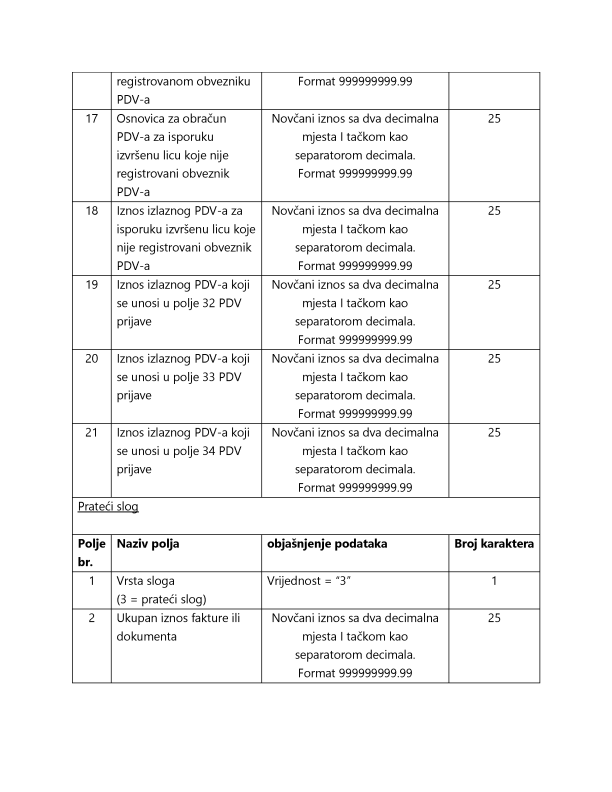 registrovanom obvezniku Format 999999999.99
PDV-a
17 Osnovica za obračun Novčani iznos sa dva decimalna 25
PDV-a za isporuku mjesta I tačkom kao
izvršenu licu koje nije separatorom decimala.
registrovani obveznik Format 999999999.99
PDV-a
18 Iznos izlaznog PDV-a za Novčani iznos sa dva decimalna 25
isporuku izvršenu licu koje mjesta I tačkom kao
nije registrovani obveznik separatorom decimala.
PDV-a Format 999999999.99
19 Iznos izlaznog PDV-a koji Novčani iznos sa dva decimalna 25
se unosi u polje 32 PDV mjesta I tačkom kao
prijave separatorom decimala.
Format 999999999.99
20 Iznos izlaznog PDV-a koji Novčani iznos sa dva decimalna 25
se unosi u polje 33 PDV mjesta I tačkom kao
prijave separatorom decimala.
Format 999999999.99
21 Iznos izlaznog PDV-a koji Novčani iznos sa dva decimalna 25
se unosi u polje 34 PDV mjesta I tačkom kao
prijave separatorom decimala.
Format 999999999.99
Prateći slog
Polje Naziv polja objašnjenje podataka Broj karaktera
br.
1 Vrsta sloga Vrijednost = “3” 1
(3 = prateći slog)
2 Ukupan iznos fakture ili Novčani iznos sa dva decimalna 25
dokumenta mjesta I tačkom kao
separatorom decimala.
Format 999999999.99